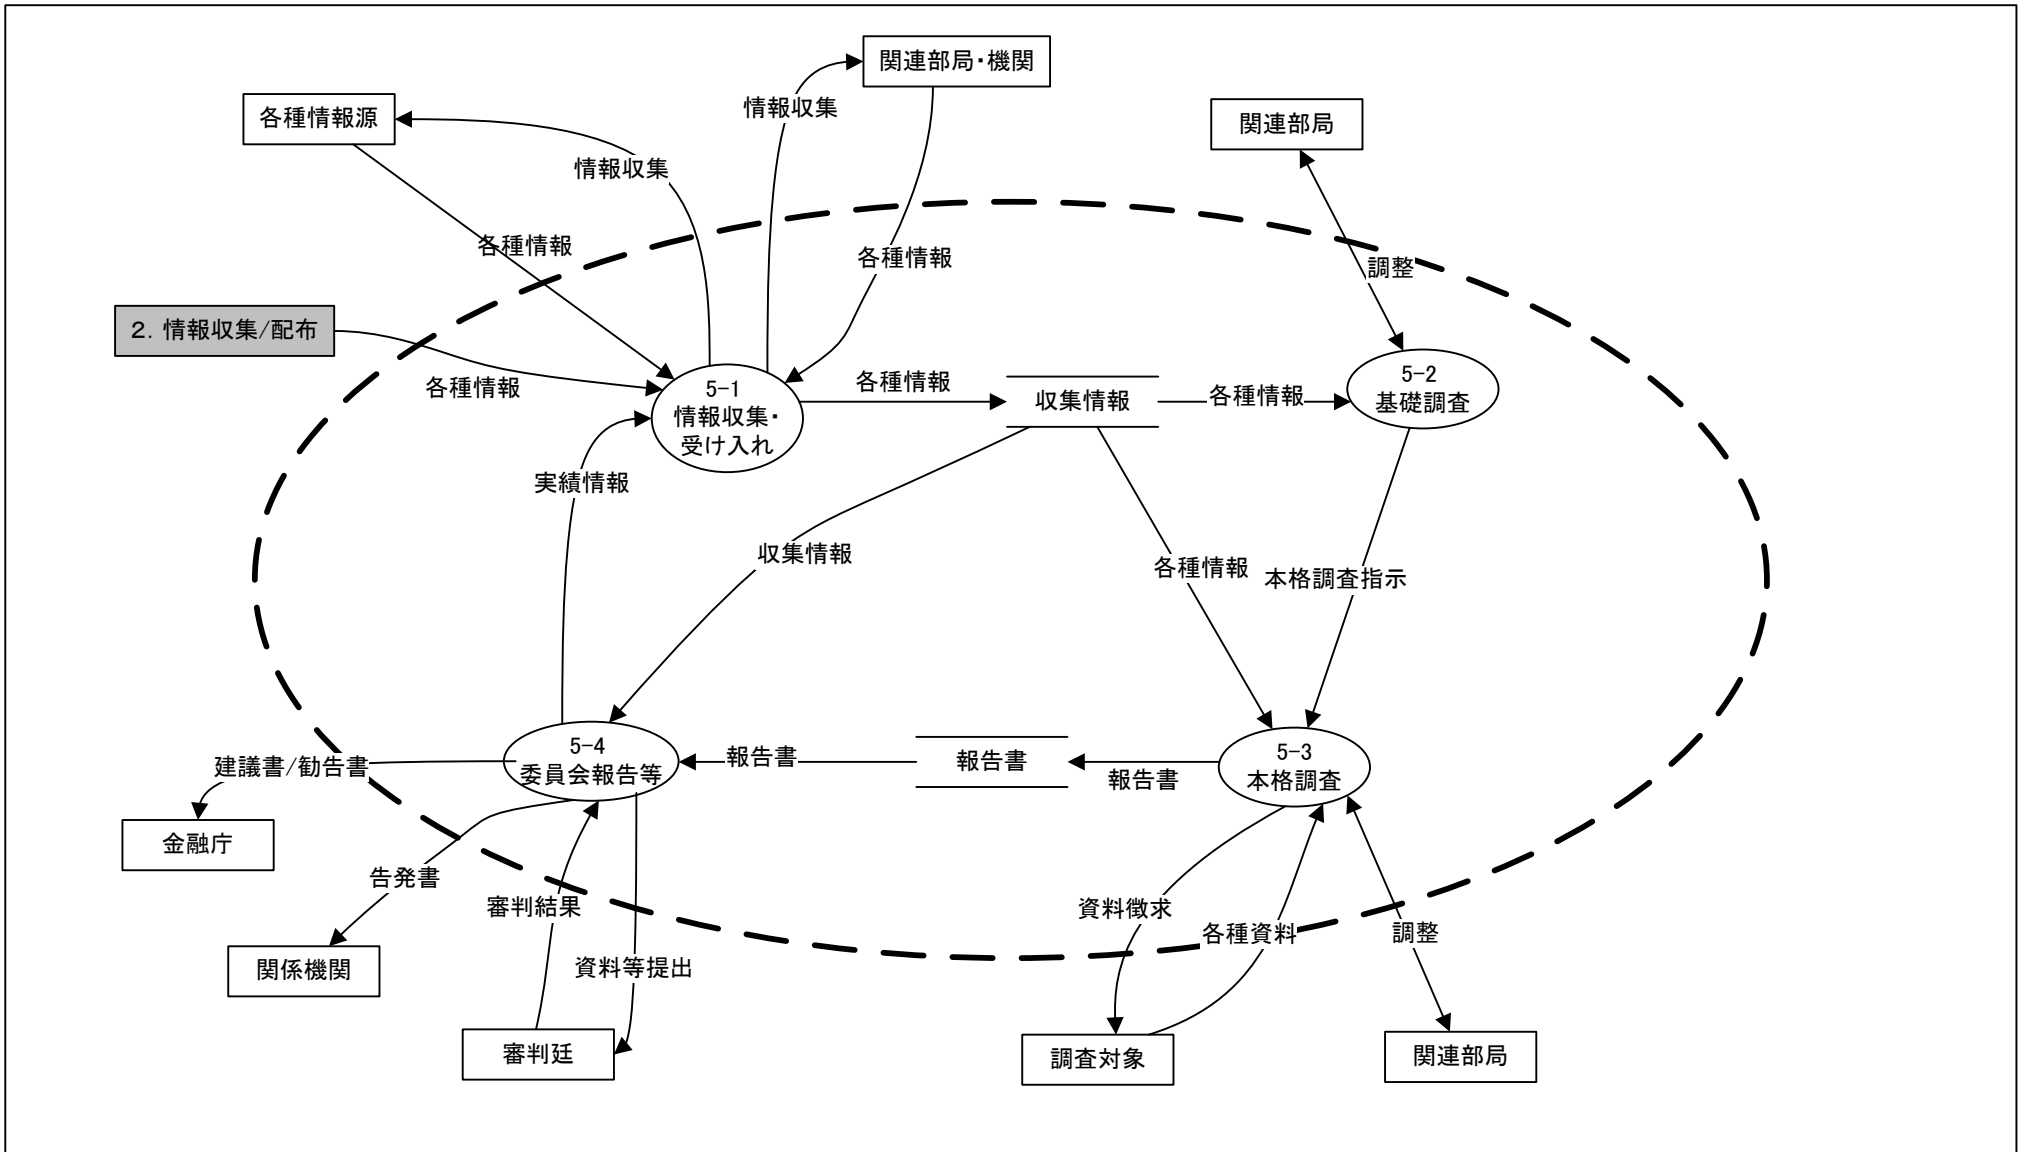 関連部局・機関
情報収集
各種情報源
関連部局
情報収集
各種情報
各種情報
調整
2. 情報収集/配布
各種情報
5-1
情報収集・
受け入れ
各種情報
収集情報
各種情報
5-2
基礎調査
実績情報
収集情報
各種情報
本格調査指示
建議書/勧告書
5-4
委員会報告等
報告書
報告書
報告書
5-3
本格調査
金融庁
告発書
審判結果
資料徴求
各種資料
調整
関係機関
資料等提出
審判廷
調査対象
関連部局